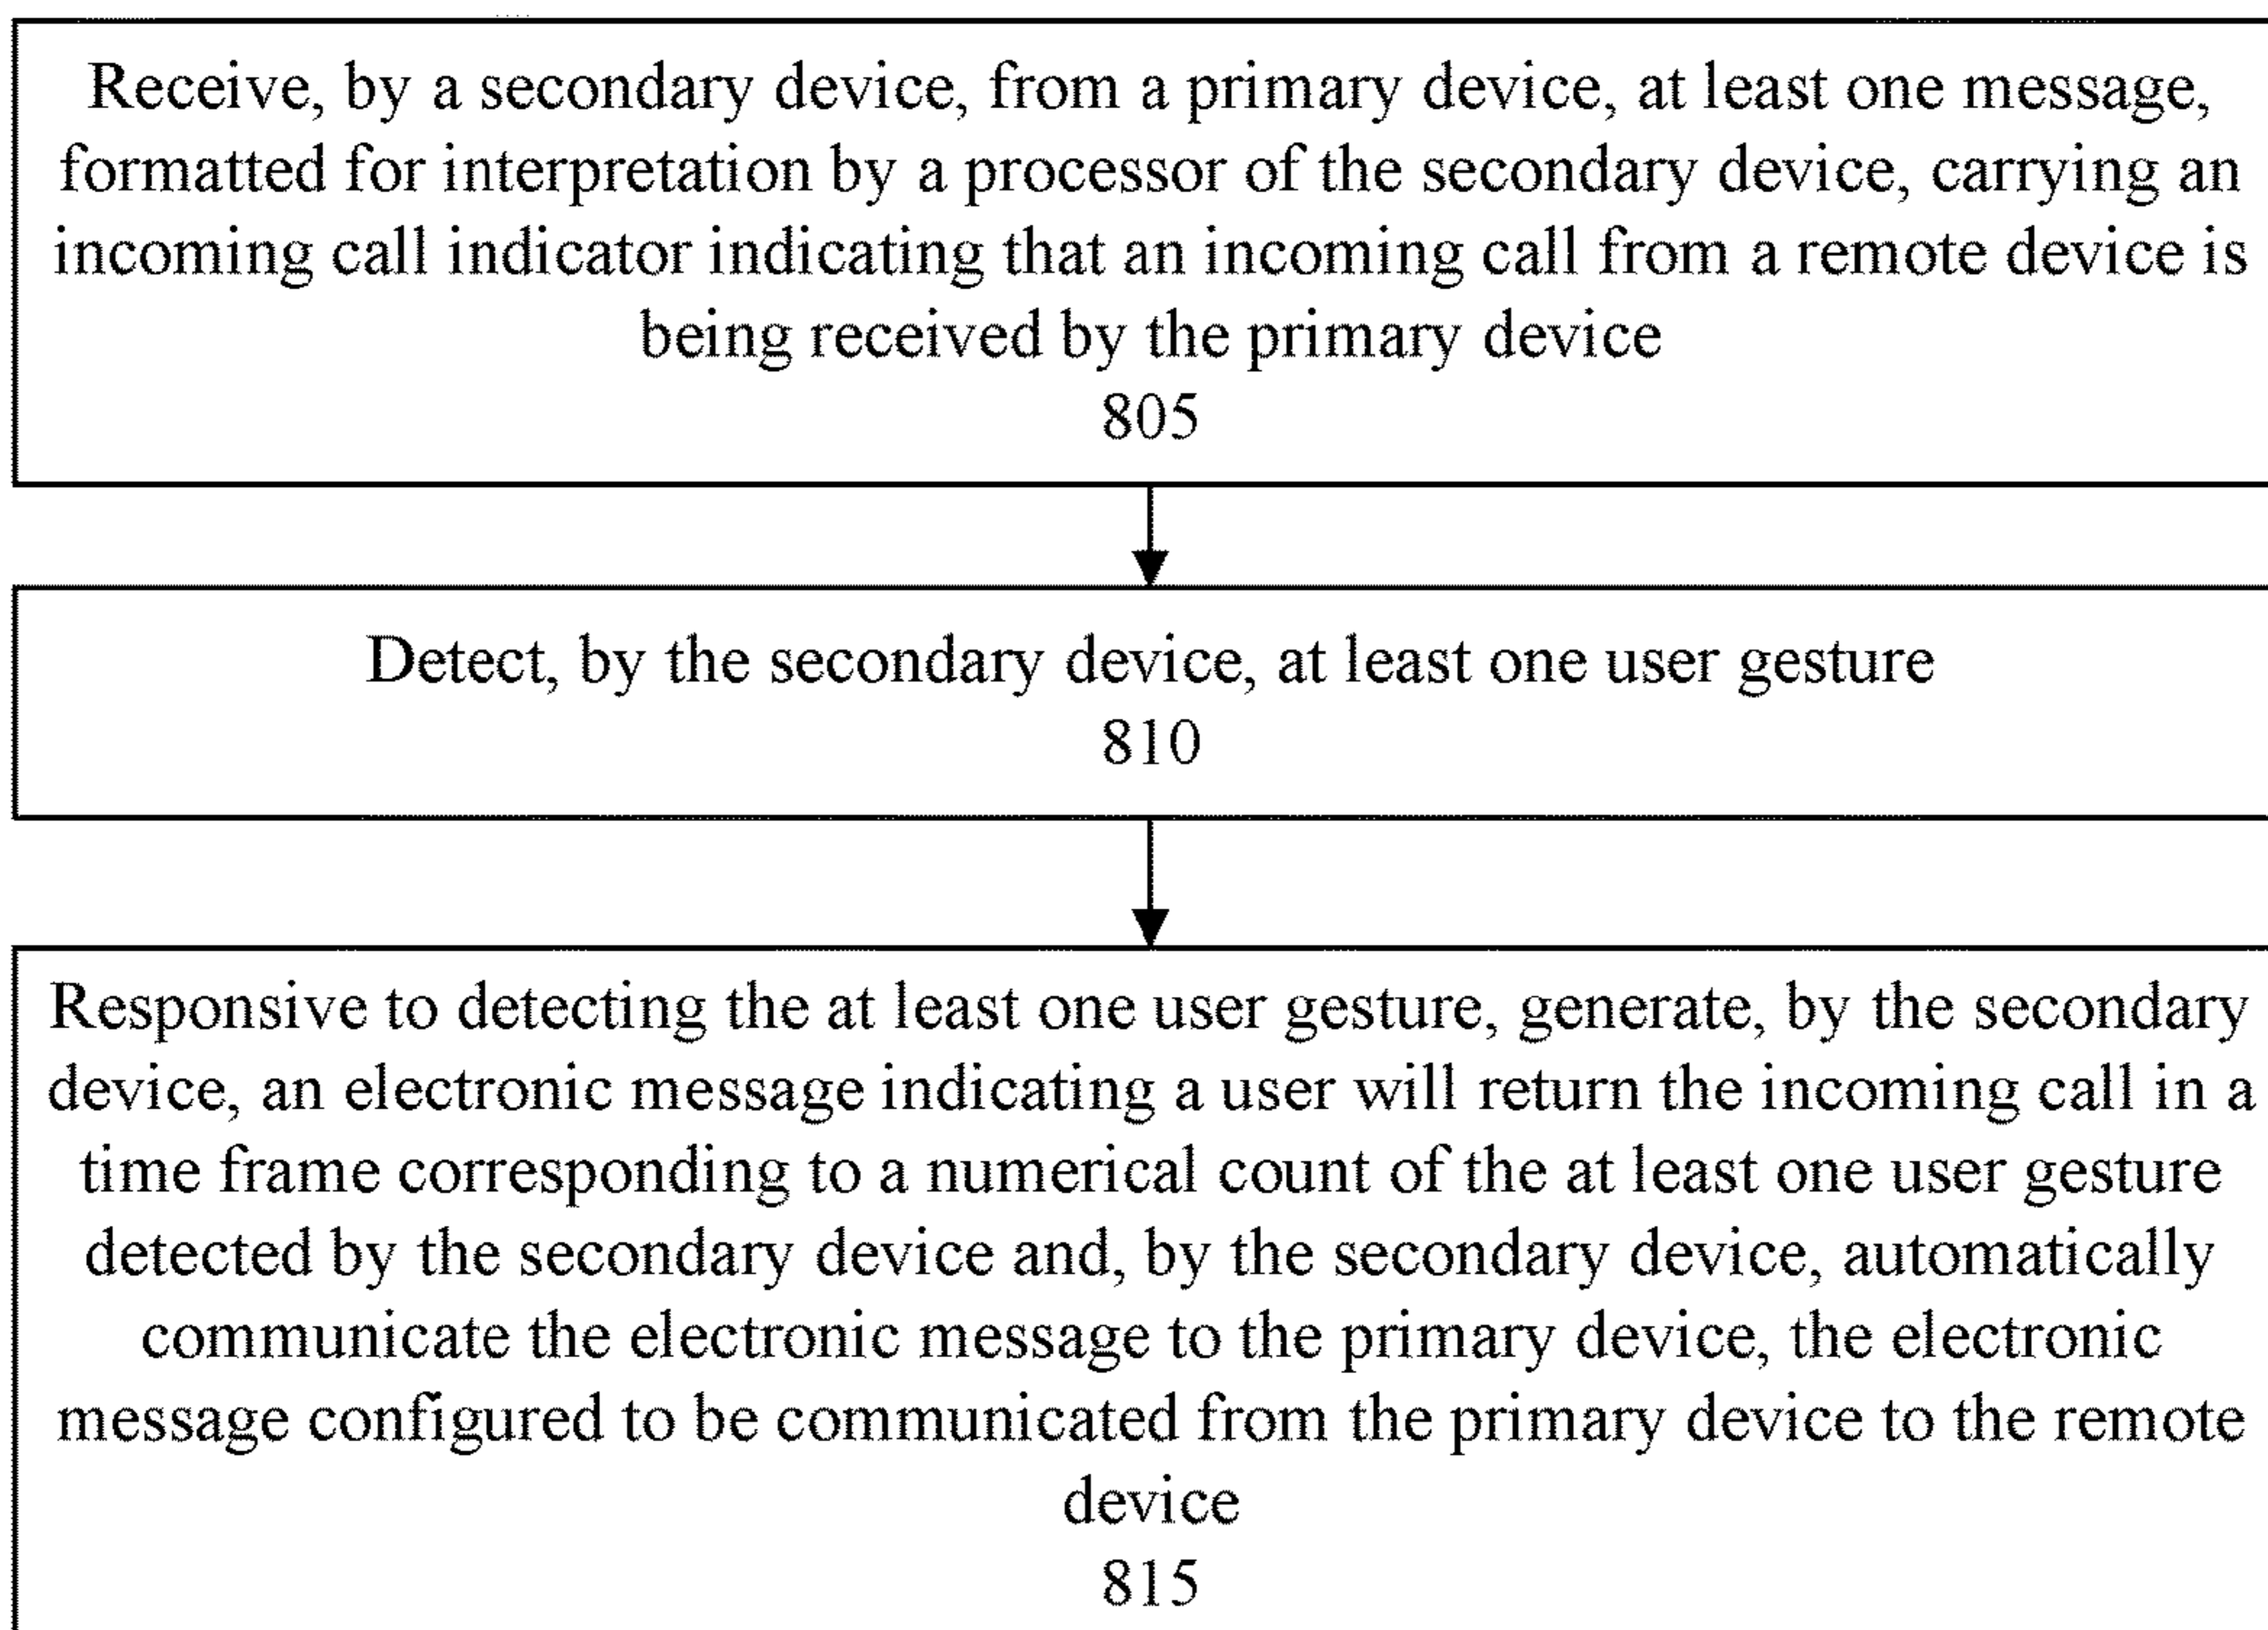 Receive, by a secondary device, from a primary device, at least one message,
formatted for interpretation by a processor of the secondary device, carrying an
incoming call indicator indicating that an incoming call from a remote device is
being received by the primary device
805
Detect, by the secondary device, at least one user gesture
810
Responsive to detecting the at least one user gesture, generate, by the secondary
device, an electronic message indicating a user will return the incoming call in a
time frame corresponding to a numerical count of the at least one user gesture
detected by the secondary device and, by the secondary device, automatically
communicate the electronic message to the primary device, the electronic
message configured to be communicated from the primary device to the remote
device
815